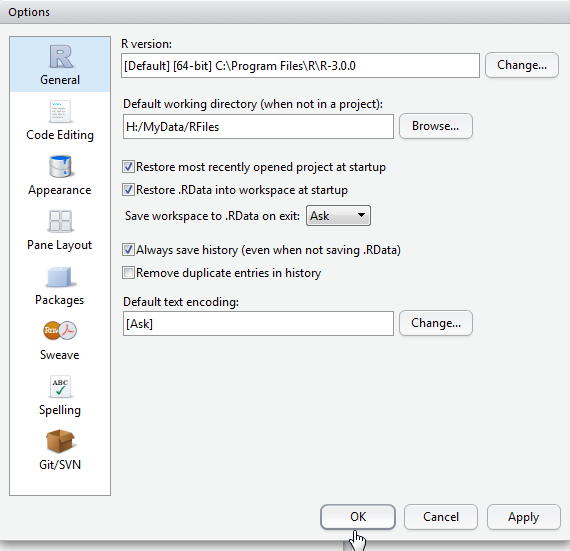 Options
R
General
Code Editing
Appearance
Pane Layout
Packages
Rnw
Sweave
ABC
Spelling
Git/SVN
R version:
[Default] [64-bit] C:\Program Files\R\R-3.0.0
Change...
Default working directory (when not in a project):
H:/MyData/RFiles
Browse...
Restore most recently opened project at startup
Restore .RData into workspace at startup
Save workspace to .RData on exit: Ask
Always save history (even when not saving .RData)
Remove duplicate entries in history
Default text encoding:
[Ask]
Change...
OK
Cancel
Apply